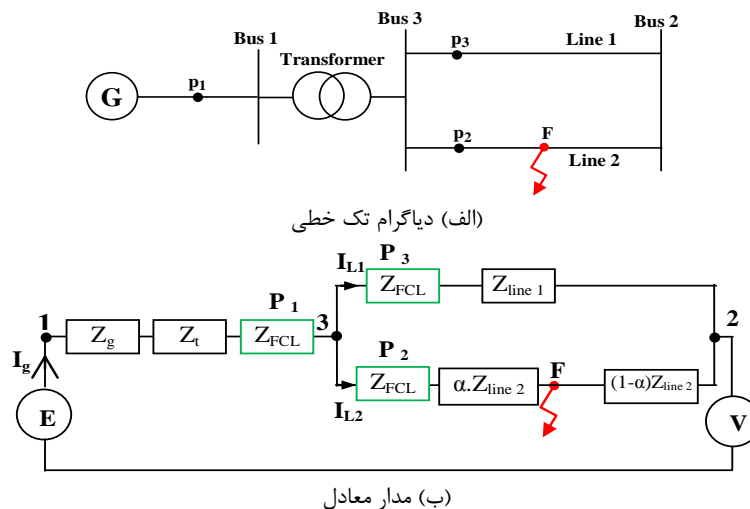 Bus 1
Transformer
Bus 3
Bus 2
G
p1
p3
Line 1
p2
F
Line 2
(الف) دیاگرام تک خطی
1
Ig
E
Zg
Zt
P 1
ZFCL
3
IL1
P 3
ZFCL
Zline 1
IL2
P 2
ZFCL
α.Zline 2
F
(1-α)Zline 2
2
V
(ب) مدار معادل